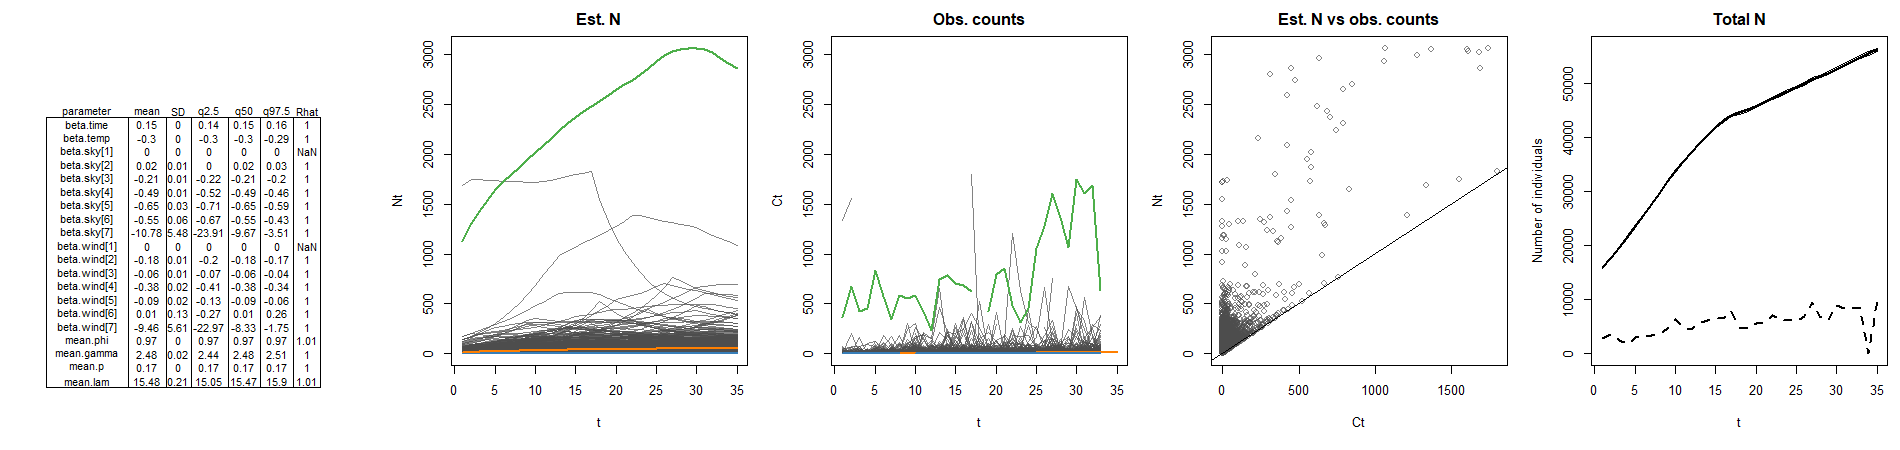 parameter mean SD q2.5 q50 q97.5 Rhat
beta.time 0.15 0 0.14 0.15 0.16 1
beta.temp -0.3 0 -0.3 -0.3 -0.29 1
beta.sky[1] 0 0 0 0 0 NaN
beta.sky[2] 0.02 0.01 0 0.02 0.03 1
beta.sky[3] -0.21 0.01 -0.22 -0.21 -0.2 1
beta.sky[4] -0.49 0.01 -0.52 -0.49 -0.46 1
beta.sky[5] -0.65 0.03 -0.71 -0.65 -0.59 1
beta.sky[6] -0.55 0.06 -0.67 -0.55 -0.43 1
beta.sky[7] -10.78 5.48 -23.91 -9.67 -3.51 1
beta.wind[1] 0 0 0 0 0 NaN
beta.wind[2] -0.18 0.01 -0.2 -0.18 -0.17 1
beta.wind[3] -0.06 0.01 -0.07 -0.06 -0.04 1
beta.wind[4] -0.38 0.02 -0.41 -0.38 -0.34 1
beta.wind[5] -0.09 0.02 -0.13 -0.09 -0.06 1
beta.wind[6] 0.01 0.13 -0.27 0.01 0.26 1
beta.wind[7] -9.46 5.61 -22.97 -8.33 -1.75 1
mean.phi 0.97 0 0.97 0.97 0.97 1.01
mean.gamma 2.48 0.02 2.44 2.48 2.51 1
mean.p 0.17 0 0.17 0.17 0.17 1
mean.lam 15.48 0.21 15.05 15.47 15.9 1.01
Est. N
Nt
3000
2500
2000
1500
1000
500
0
0 5 10 15 20 25 30 35
t
Obs. counts
Ct
3000
2500
2000
1500
1000
500
0
0 5 10 15 20 25 30 35
t
Est. N vs obs. counts
Nt
3000
2500
2000
1500
1000
500
0
0 500 1000 1500
Ct
Total N
Number of individuals
50000
40000
30000
20000
10000
0
0 5 10 15 20 25 30 35
t